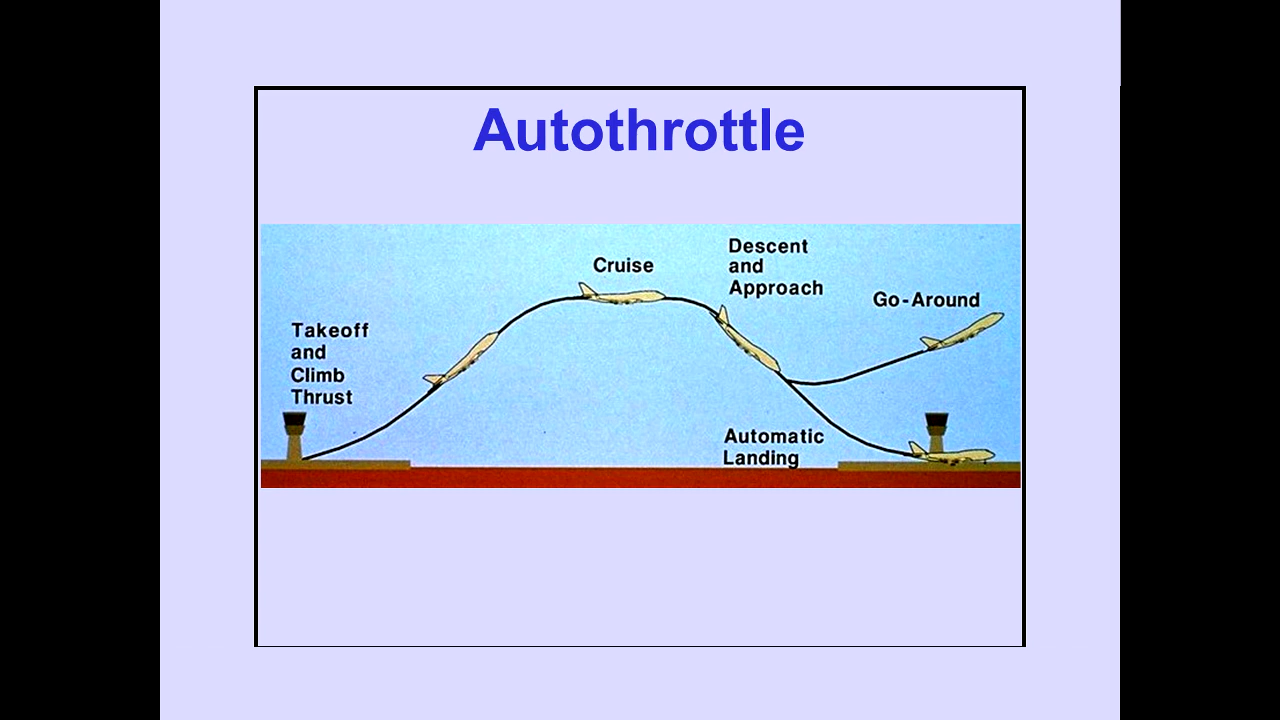 Autothrottle
Takeoff
and
Climb
Thrust
Cruise
Descent
and
Approach
Go-Around
Automatic
Landing